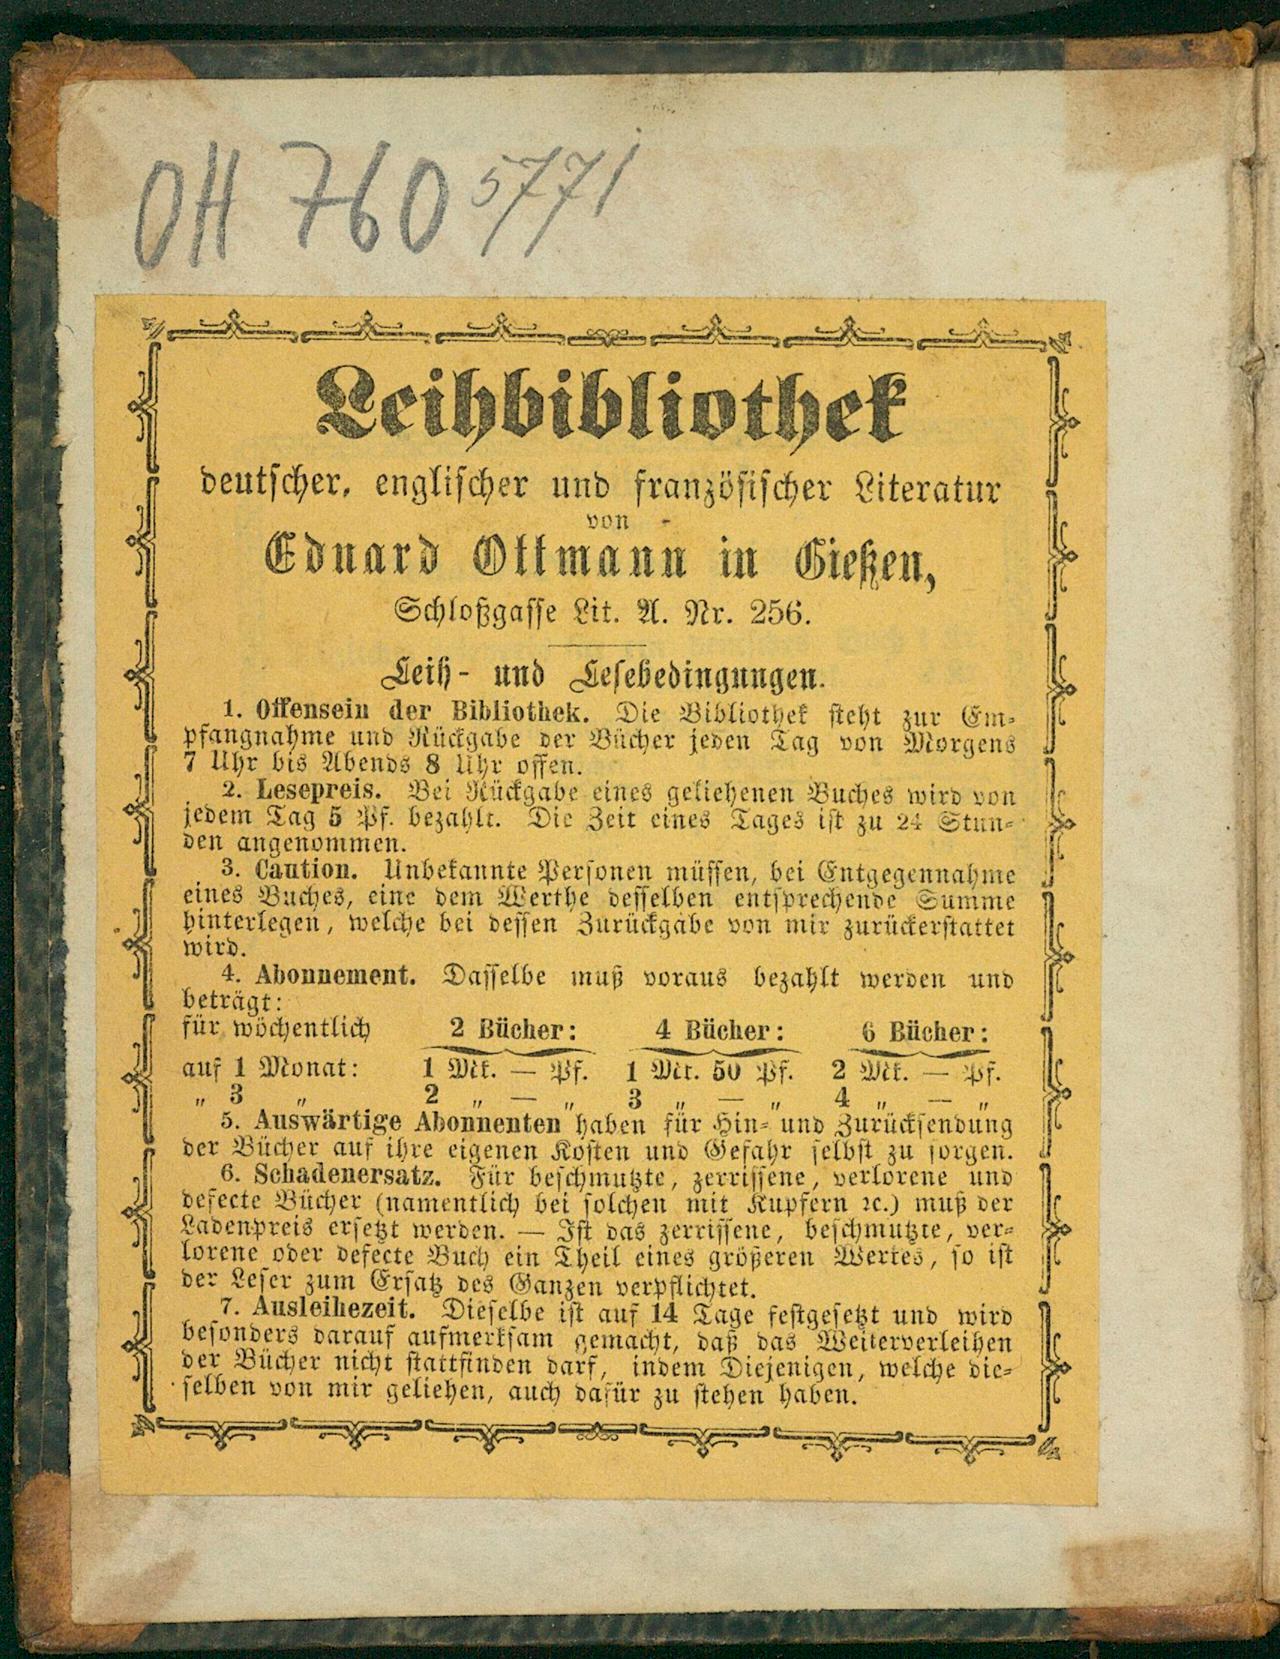 OH 760 5771
Leihbibliothek
deutscher, englischer und französischer Literatur
von
Eduard Ottmann in Gießen,
Schloßgasse Lit. A. Nr. 256.
Leih- und Lesebedingungen.
1. Offensein der Bibliothek. Die Bibliothek steht zur Em-
pfangnahme und Rückgabe der Bücher jeden Tag von Morgens
7 Uhr bis Abends 8 Uhr offen.
2. Lesepreis. Bei Rückgabe eines geliehenen Buches wird von
jedem Tag 5 Pf. bezahlt. Die Zeit eines Tages ist zu 24 Stun-
den angenommen.
3. Caution. Unbekannte Personen müssen, bei Entgegennahme
eines Buches, eine dem Werthe desselben entsprechende Summe
hinterlegen, welche bei dessen Zurückgabe von mir zurückerstattet
wird.
4. Abonnement. Dasselbe muß voraus bezahlt werden und
beträgt:
für wöchentlich 2 Bücher: 4 Bücher: 6 Bücher:
auf 1 Monat: 1 Mk. — Pf. 1 Mk. 50 Pf. 2 Mk. — Pf.
„ 3 „ 2 „ — „ 3 „ — „ 4 „ — „
5. Auswärtige Abonnenten haben für Hin- und Zurücksendung
der Bücher auf ihre eigenen Kosten und Gefahr selbst zu sorgen.
6. Schadenersatz. Für beschmutzte, zerrissene, verlorene und
defecte Bücher (namentlich bei solchen mit Kupfern ꝛc.) muß der
Ladenpreis ersetzt werden. — Ist das zerrissene, beschmutzte, ver-
lorene oder defecte Buch ein Theil eines größeren Wertes, so ist
der Leser zum Ersatz des Ganzen verpflichtet.
7. Ausleihezeit. Dieselbe ist auf 14 Tage festgesetzt und wird
besonders darauf aufmerksam gemacht, daß das Weiterverleihen
der Bücher nicht stattfinden darf, indem Diejenigen, welche die-
selben von mir geliehen, auch dafür zu stehen haben.